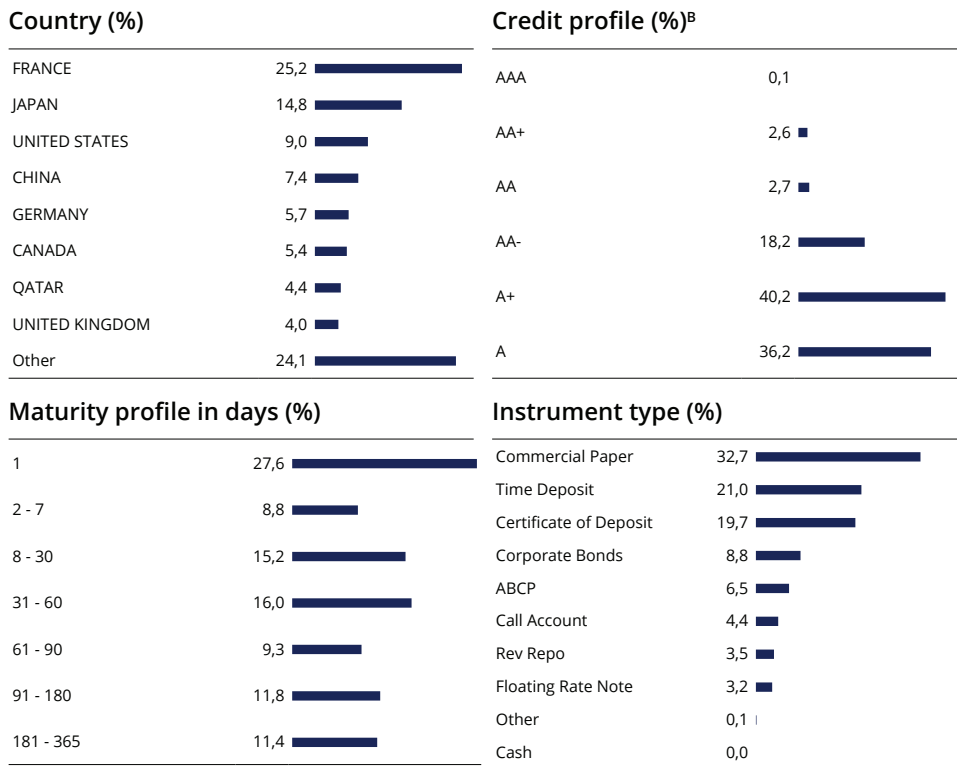 Country (%)
FRANCE 25,2
JAPAN 14,8
UNITED STATES 9,0
CHINA 7,4
GERMANY 5,7
CANADA 5,4
QATAR 4,4
UNITED KINGDOM 4,0
Other 24,1
Credit profile (%)ᴮ
AAA 0,1
AA+ 2,6
AA 2,7
AA- 18,2
A+ 40,2
A 36,2
Maturity profile in days (%)
1 27,6
2 - 7 8,8
8 - 30 15,2
31 - 60 16,0
61 - 90 9,3
91 - 180 11,8
181 - 365 11,4
Instrument type (%)
Commercial Paper 32,7
Time Deposit 21,0
Certificate of Deposit 19,7
Corporate Bonds 8,8
ABCP 6,5
Call Account 4,4
Rev Repo 3,5
Floating Rate Note 3,2
Other 0,1
Cash 0,0